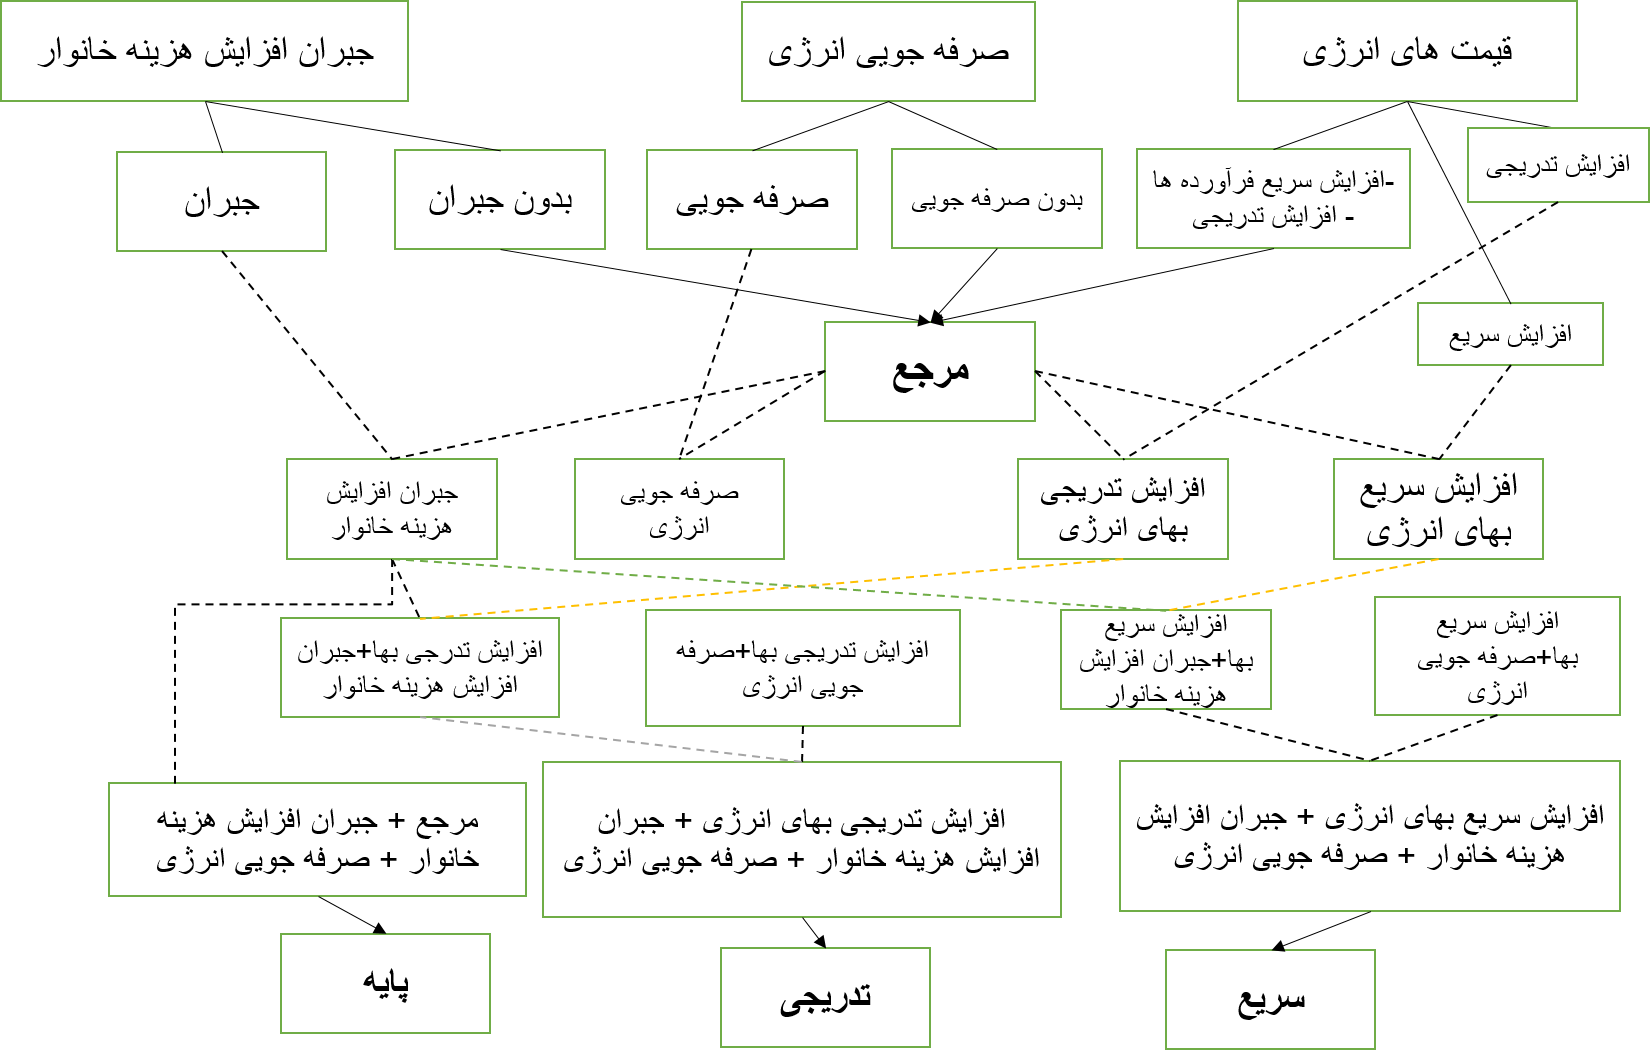 قیمت های انرژی
صرفه جویی انرژی
جبران افزایش هزینه خانوار
افزایش تدریجی
-افزایش سریع فرآورده ها
- افزایش تدریجی
بدون صرفه جویی
صرفه جویی
بدون جبران
جبران
افزایش سریع
مرجع
افزایش سریع
بهای انرژی
افزایش تدریجی
بهای انرژی
صرفه جویی
انرژی
جبران افزایش
هزینه خانوار
افزایش سریع
بها+صرفه جویی
انرژی
افزایش سریع
بها+جبران افزایش
هزینه خانوار
افزایش تدریجی بها+صرفه
جویی انرژی
افزایش تدرجی بها+جبران
افزایش هزینه خانوار
افزایش سریع بهای انرژی + جبران افزایش
هزینه خانوار + صرفه جویی انرژی
افزایش تدریجی بهای انرژی + جبران
افزایش هزینه خانوار + صرفه جویی انرژی
مرجع + جبران افزایش هزینه
خانوار + صرفه جویی انرژی
سریع
تدریجی
پایه